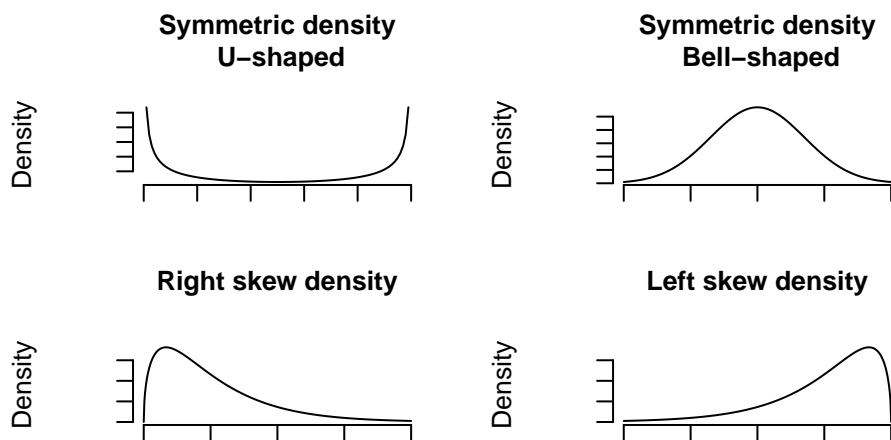 Symmetric density
U−shaped
Density
Symmetric density
Bell−shaped
Density
Right skew density
Density
Left skew density
Density